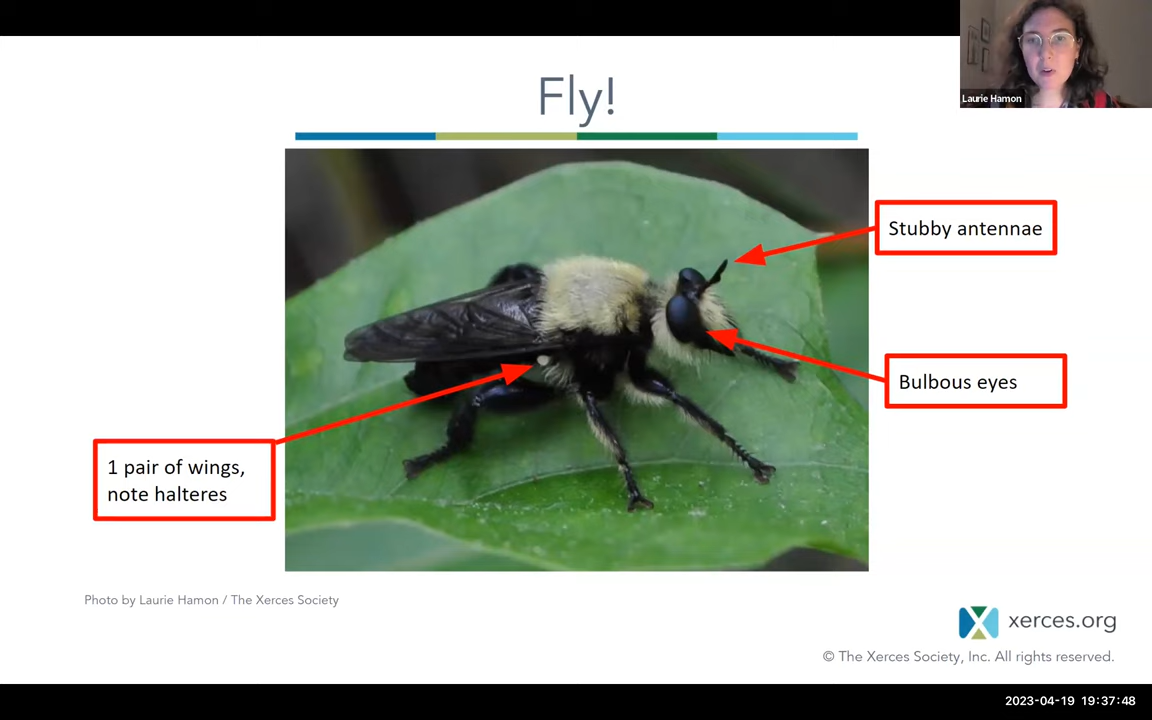 Fly!
Laurie Hamon
Stubby antennae
Bulbous eyes
1 pair of wings,
note halteres
Photo by Laurie Hamon / The Xerces Society
xerces.org
© The Xerces Society, Inc. All rights reserved.
2023-04-19 19:37:48